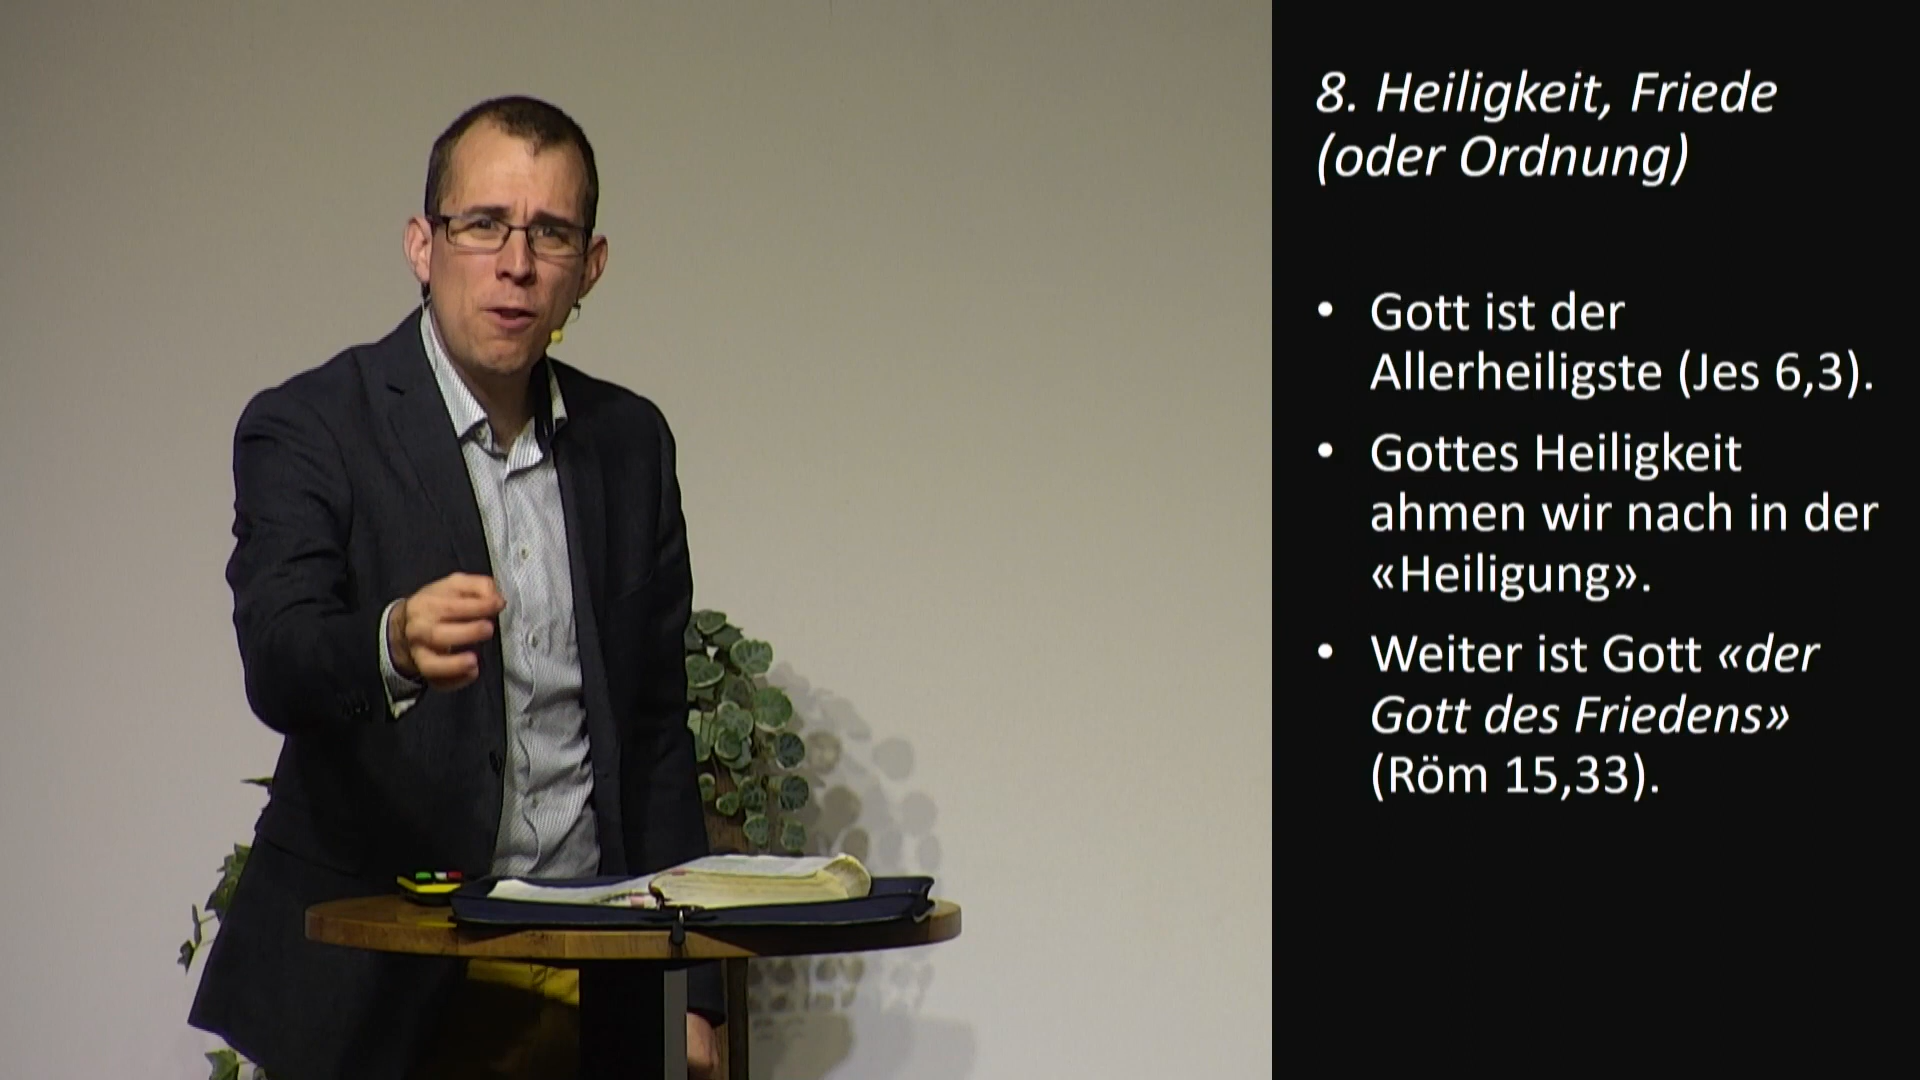 8. Heiligkeit, Friede
(oder Ordnung)
• Gott ist der
Allerheiligste (Jes 6,3).
• Gottes Heiligkeit
ahmen wir nach in der
«Heiligung».
• Weiter ist Gott «der
Gott des Friedens»
(Röm 15,33).